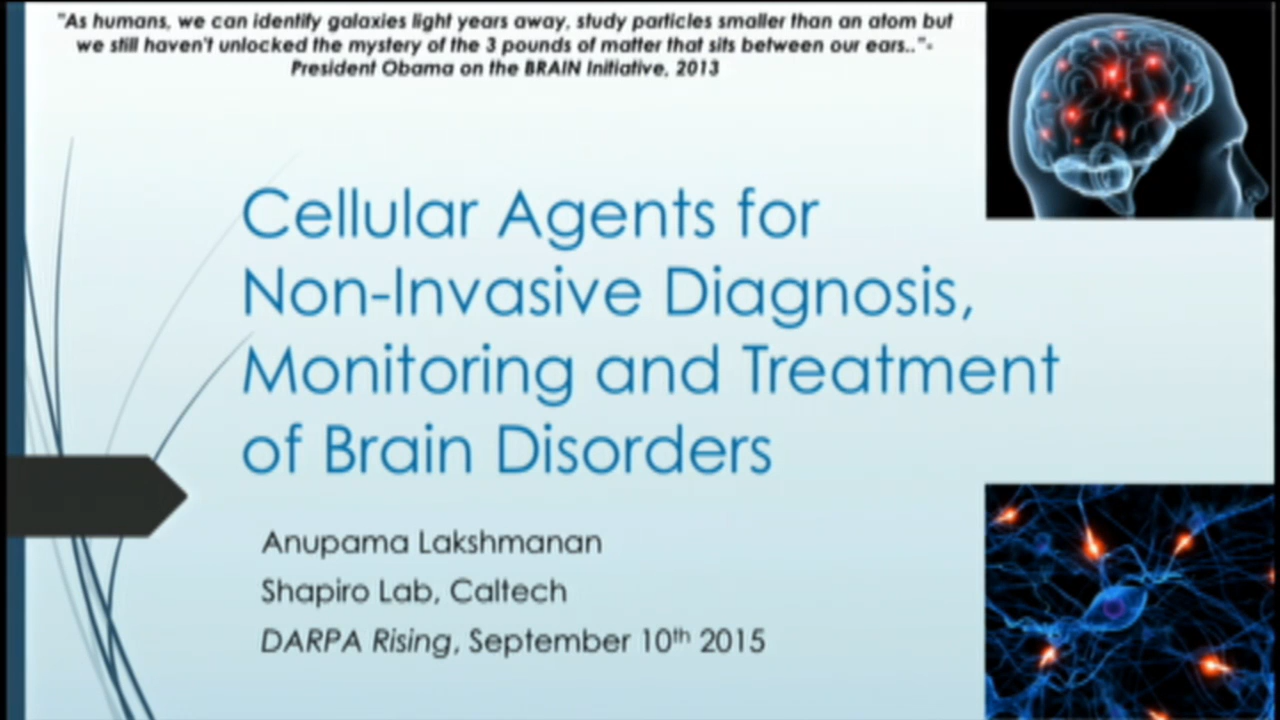 "As humans, we can identify galaxies light years away, study particles smaller than an atom but
we still haven't unlocked the mystery of the 3 pounds of matter that sits between our ears.."-
President Obama on the BRAIN Initiative, 2013
Cellular Agents for
Non-Invasive Diagnosis,
Monitoring and Treatment
of Brain Disorders
Anupama Lakshmanan
Shapiro Lab, Caltech
DARPA Rising, September 10th 2015